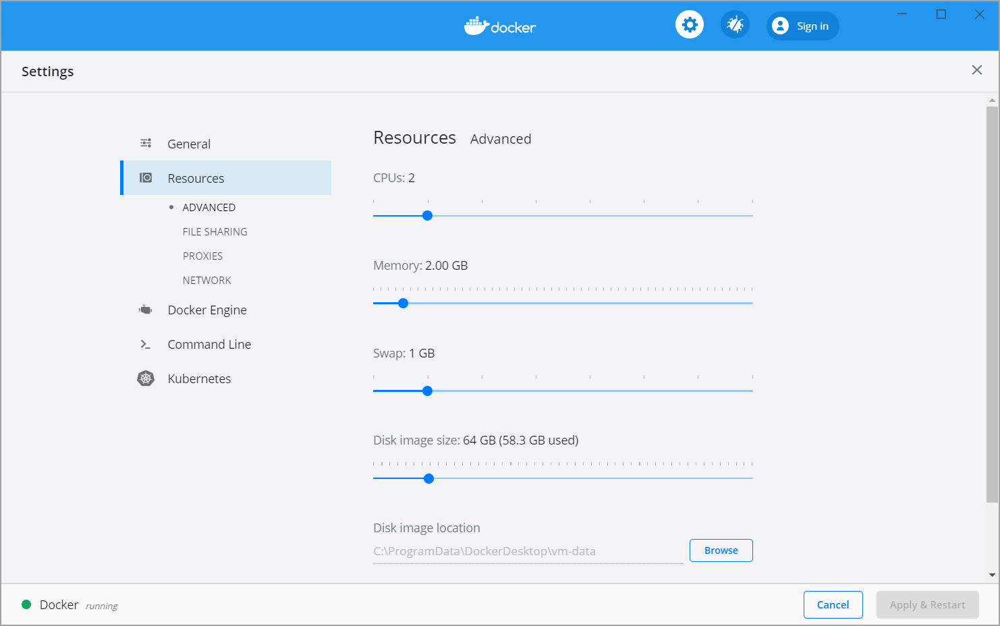 docker
Sign in
Settings
General
Resources
ADVANCED
FILE SHARING
PROXIES
NETWORK
Docker Engine
Command Line
Kubernetes
Resources Advanced
CPUs: 2
Memory: 2.00 GB
Swap: 1 GB
Disk image size: 64 GB (58.3 GB used)
Disk image location
C:\ProgramData\DockerDesktop\vm-data
Browse
Docker running
Cancel
Apply & Restart